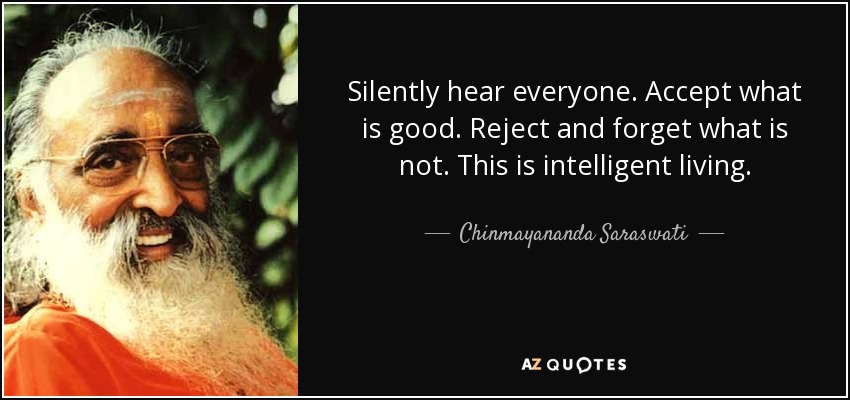 Silently hear everyone. Accept what
is good. Reject and forget what is
not. This is intelligent living.
Chinmayananda Saraswati
AZ QUOTES